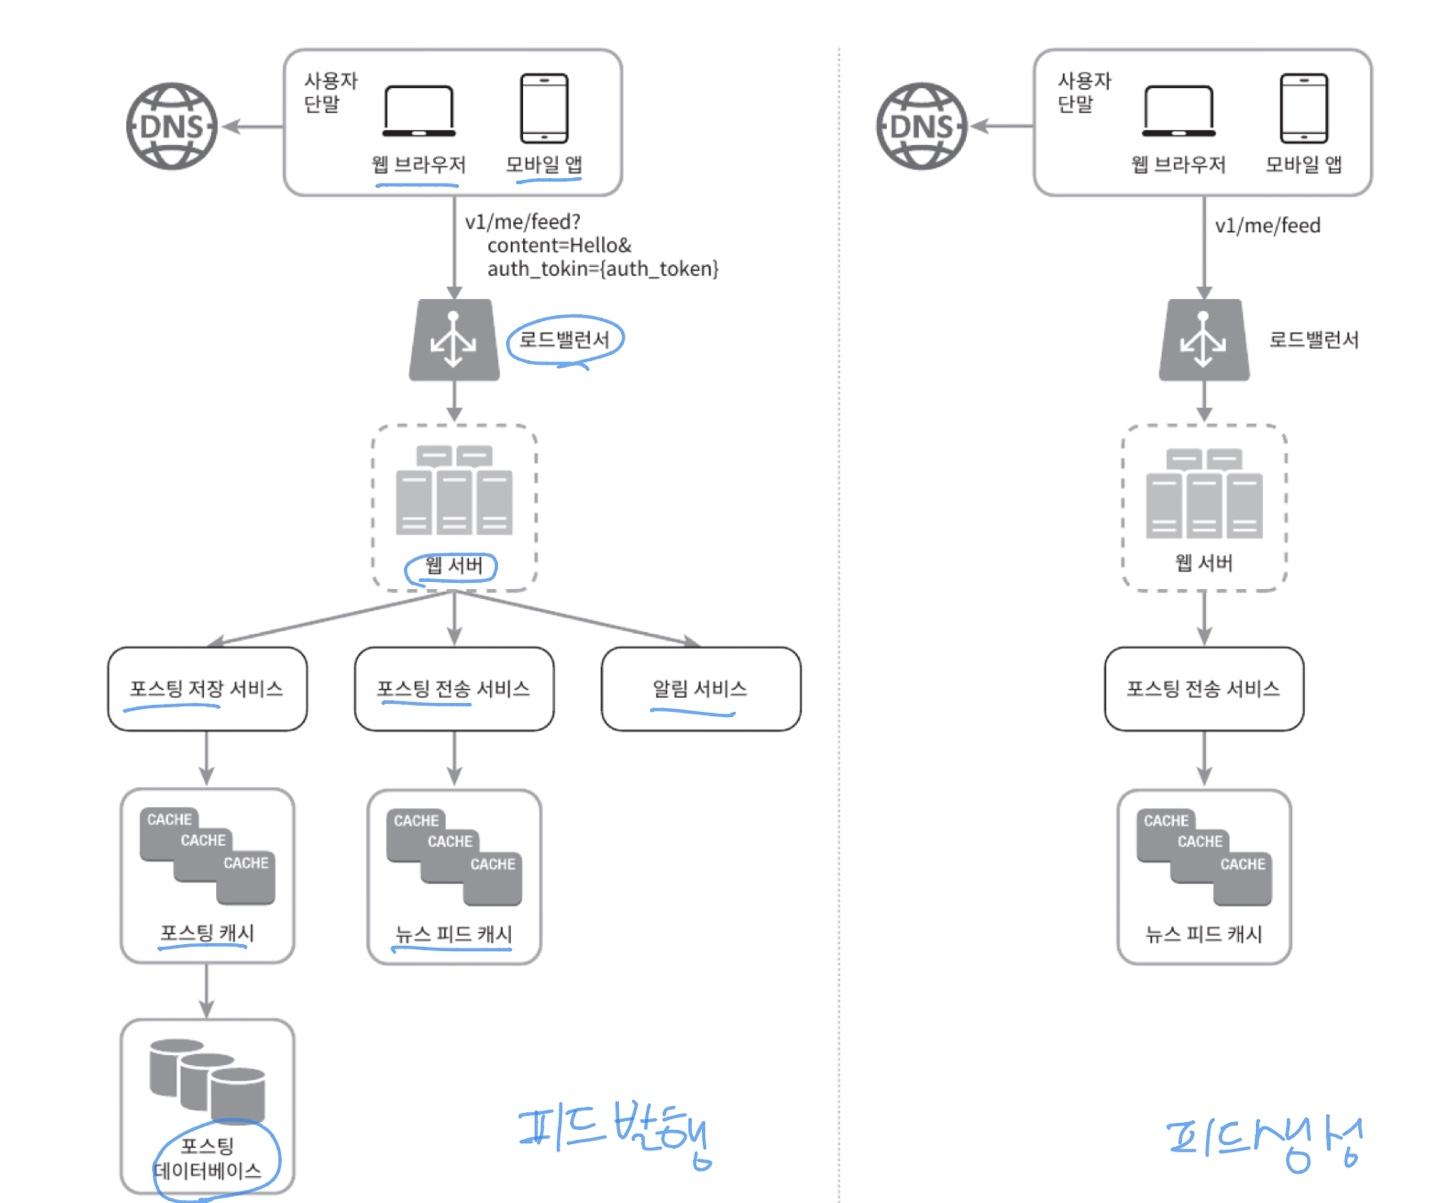 DNS
사용자
단말
웹 브라우저
모바일 앱
v1/me/feed?
content=Hello&
auth_tokin={auth_token}
로드밸런서
웹 서버
포스팅 저장 서비스
포스팅 전송 서비스
알림 서비스
CACHE
CACHE
CACHE
포스팅 캐시
CACHE
CACHE
CACHE
뉴스 피드 캐시
포스팅
데이터베이스
피드 발행
DNS
사용자
단말
웹 브라우저
모바일 앱
v1/me/feed
로드밸런서
웹 서버
포스팅 전송 서비스
CACHE
CACHE
CACHE
뉴스 피드 캐시
피드생성